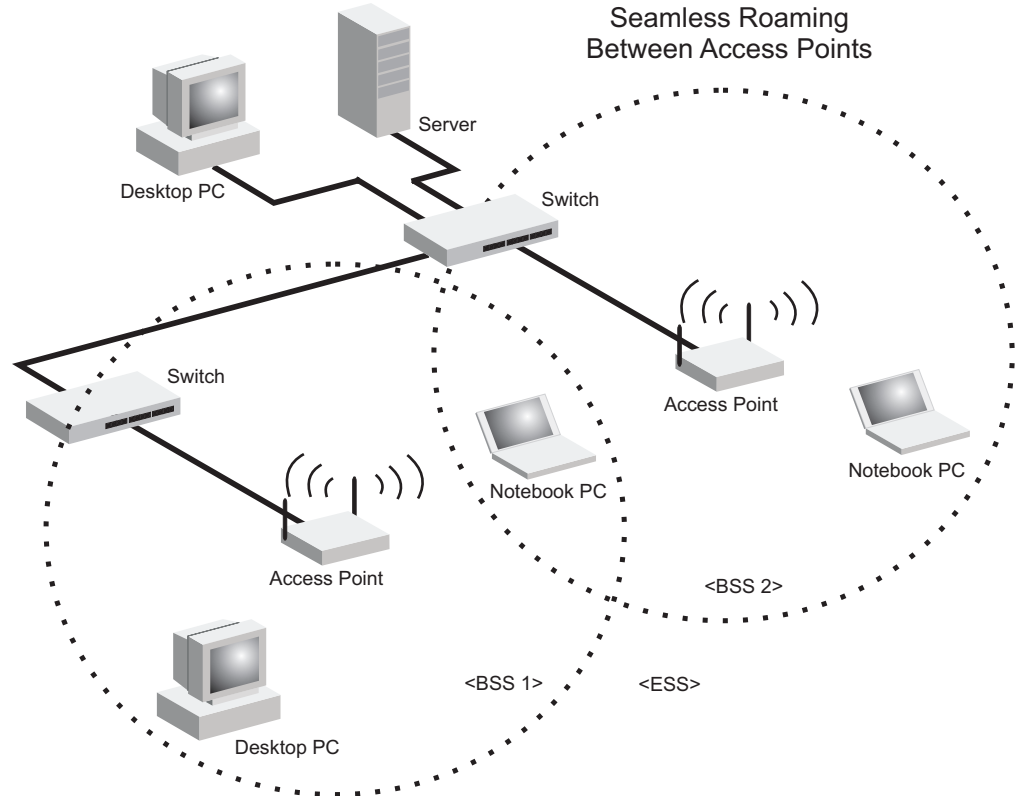 Seamless Roaming
Between Access Points
Server
Desktop PC
Switch
Switch
Access Point
Notebook PC
Notebook PC
Access Point
<BSS 2>
<BSS 1>
<ESS>
Desktop PC